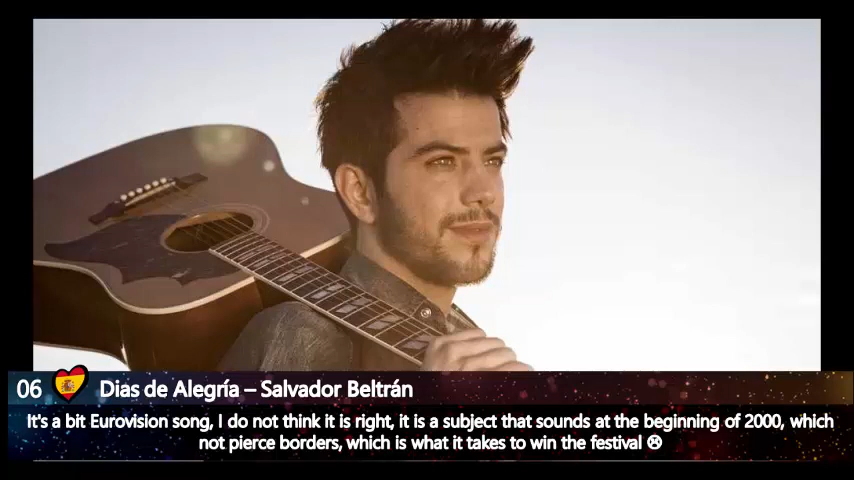 06 Dias de Alegría – Salvador Beltrán
It's a bit Eurovision song, I do not think it is right, it is a subject that sounds at the beginning of 2000, which
not pierce borders, which is what it takes to win the festival ☹